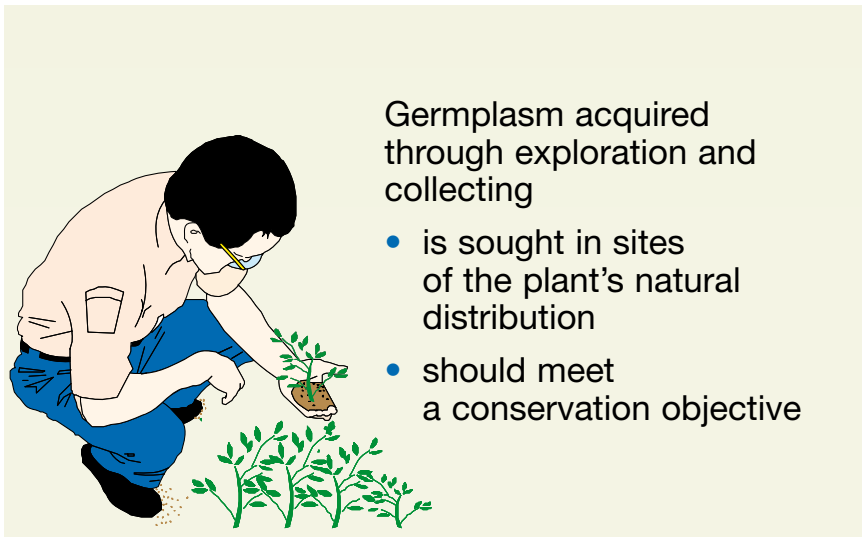 Germplasm acquired
through exploration and
collecting
• is sought in sites
of the plant’s natural
distribution
• should meet
a conservation objective